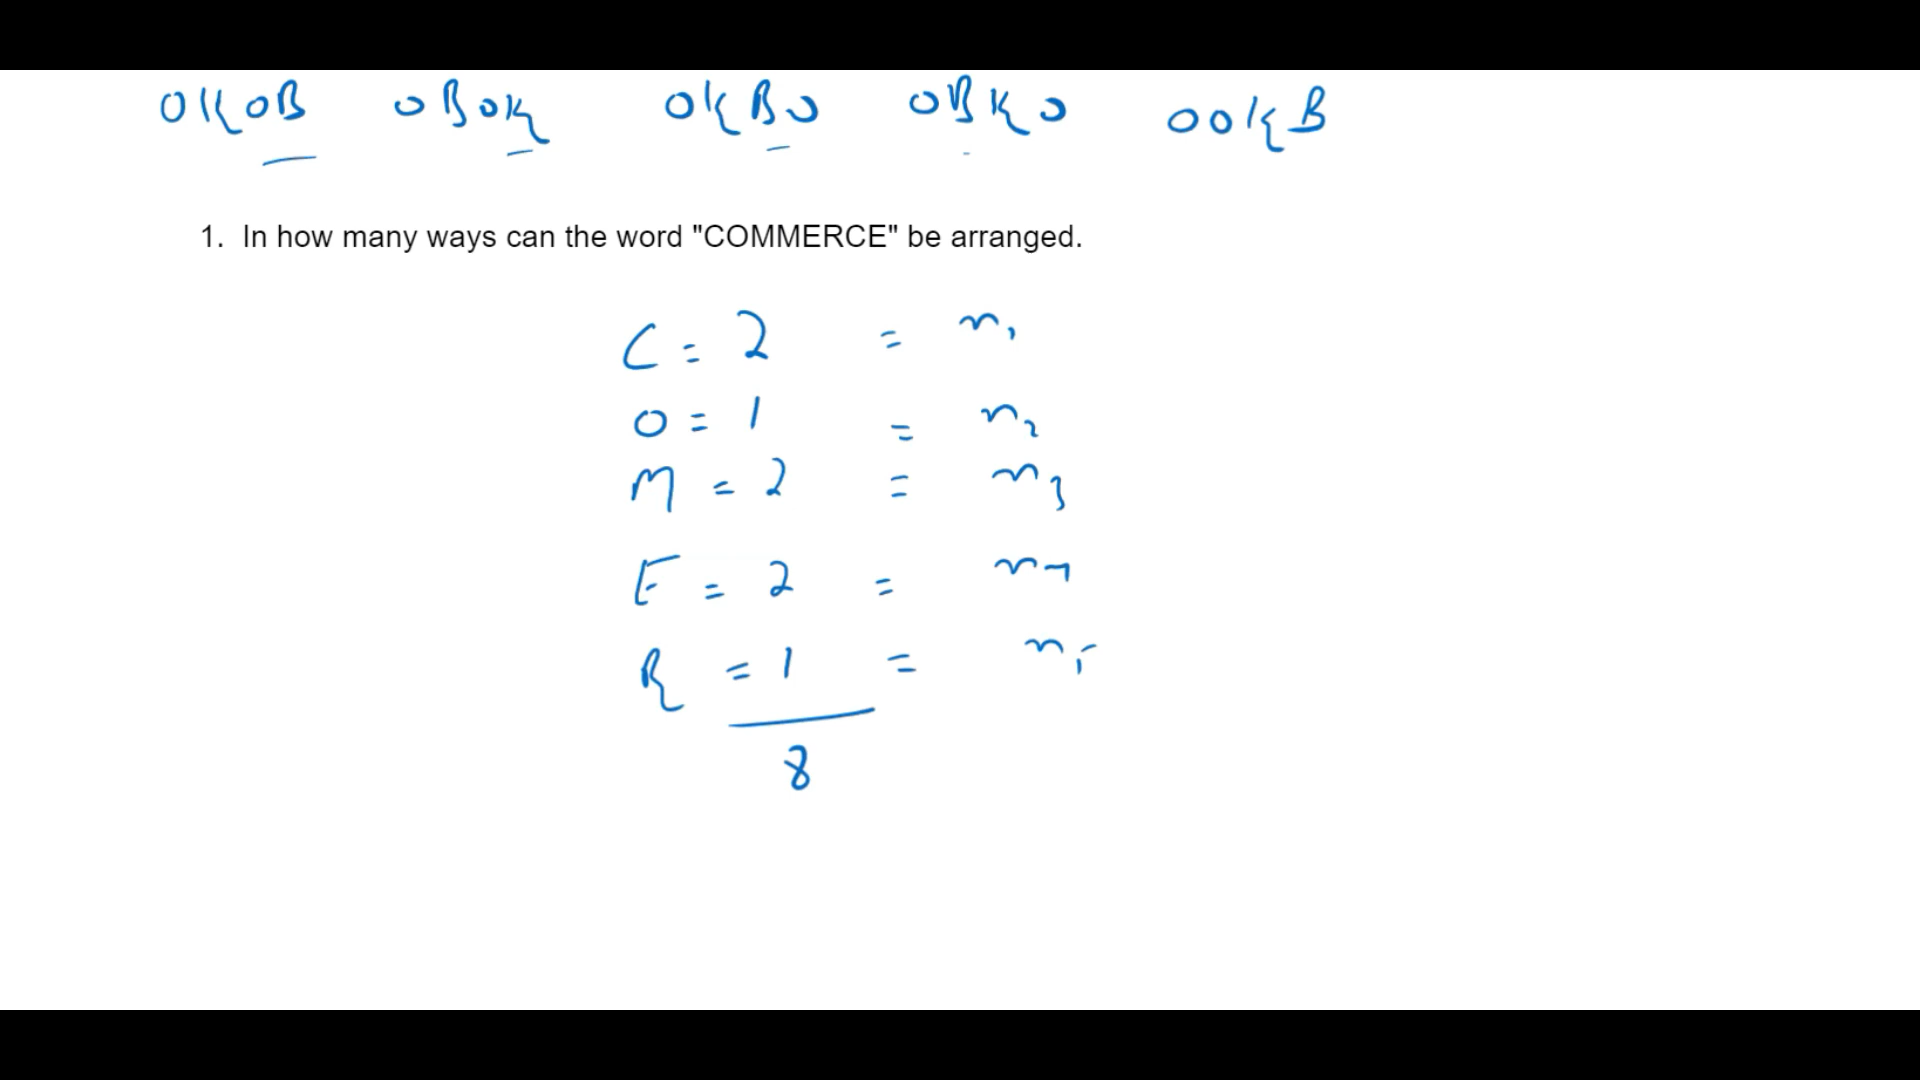 OKOB OBOK OKBO OBKO OOKB
1. In how many ways can the word "COMMERCE" be arranged.
C = 2 = n₁
O = 1 = n₂
M = 2 = n₃
E = 2 = n₄
R = 1 = n₅
8